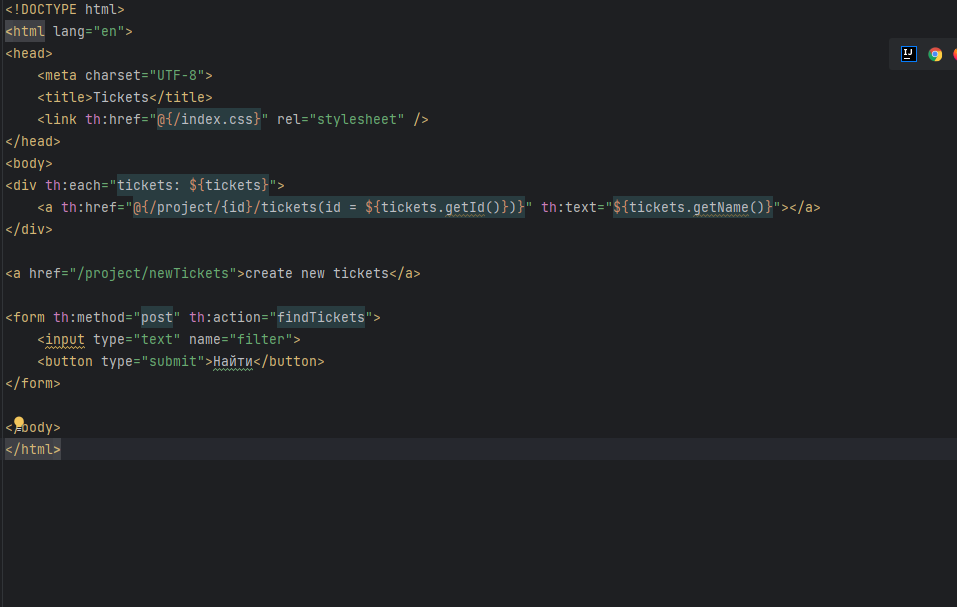 <!DOCTYPE html>
<html lang="en">
<head>
    <meta charset="UTF-8">
    <title>Tickets</title>
    <link th:href="@{/index.css}" rel="stylesheet" />
</head>
<body>
<div th:each="tickets: ${tickets}">
    <a th:href="@{/project/{id}/tickets(id = ${tickets.getId()})}" th:text="${tickets.getName()}"></a>
</div>
<a href="/project/newTickets">create new tickets</a>
<form th:method="post" th:action="findTickets">
    <input type="text" name="filter">
    <button type="submit">Найти</button>
</form>
</body>
</html>
IJ